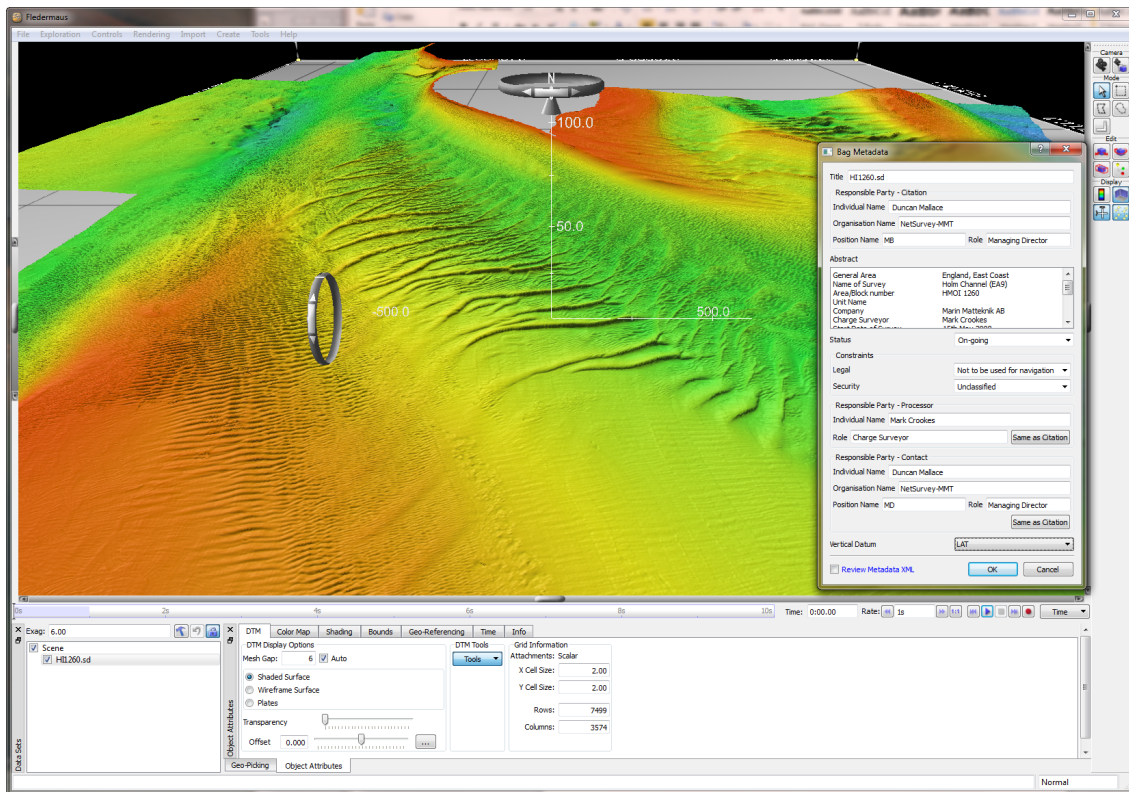 Fledermaus
File Exploration Controls Rendering Import Create Tools Help
N
100.0
50.0
-500.0
500.0
Camera
Mode
Edit
Display
Bag Metadata
Title HI1260.sd
Responsible Party - Citation
Individual Name Duncan Mallace
Organisation Name NetSurvey-MMT
Position Name MB Role Managing Director
Abstract
General Area England, East Coast
Name of Survey Holm Channel (EA9)
Area/Block number HMOI 1260
Unit Name
Company Marin Matteknik AB
Charge Surveyor Mark Crookes
Status On-going
Constraints
Legal Not to be used for navigation
Security Unclassified
Responsible Party - Processor
Individual Name Mark Crookes
Role Charge Surveyor Same as Citation
Responsible Party - Contact
Individual Name Duncan Mallace
Organisation Name NetSurvey-MMT
Position Name MD Role Managing Director
Same as Citation
Vertical Datum LAT
Review Metadata XML OK Cancel
0s 2s 4s 6s 8s 10s Time: 0:00.00 Rate: 1s 1:1 Time
Exag: 6.00
Scene
HI1260.sd
Data Sets
Object Attributes
DTM Color Map Shading Bounds Geo-Referencing Time Info
DTM Display Options
Mesh Gap: 6 Auto
Shaded Surface
Wireframe Surface
Plates
Transparency
Offset 0.000 ...
DTM Tools
Tools
Grid Information
Attachments: Scalar
X Cell Size: 2.00
Y Cell Size: 2.00
Rows: 7499
Columns: 3574
Geo-Picking Object Attributes
Normal